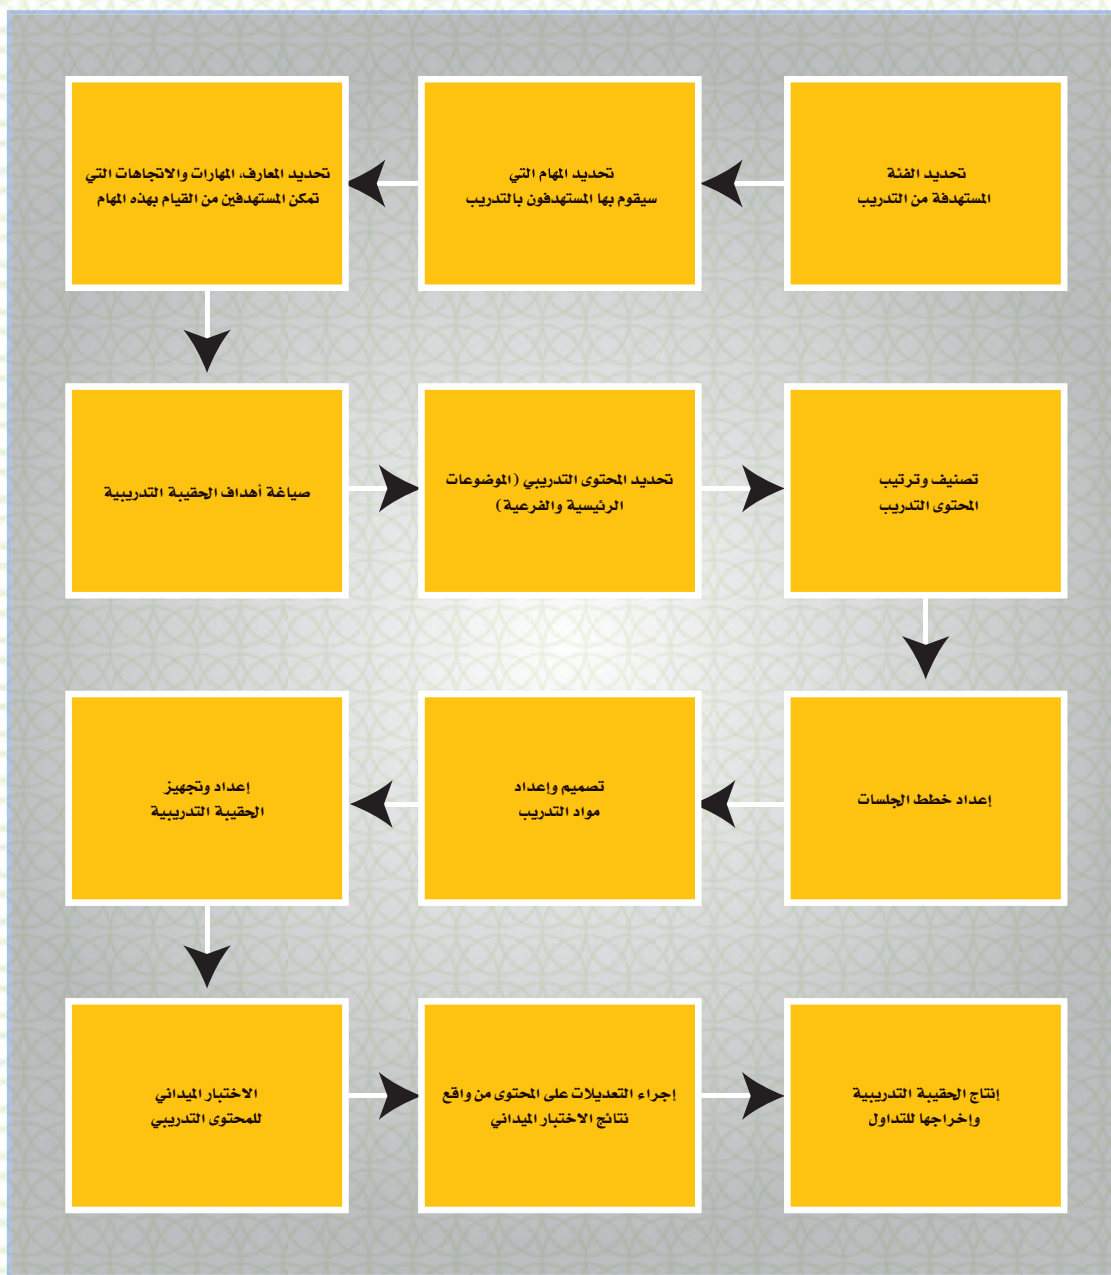 تحديد الفئة
المستهدفة من التدريب
تحديد المهام التي
سيقوم بها المستهدفون بالتدريب
تحديد المعارف، المهارات والاتجاهات التي
تمكن المستهدفين من القيام بهذه المهام
صياغة أهداف الحقيبة التدريبية
تحديد المحتوى التدريبي (الموضوعات
الرئيسية والفرعية)
تصنيف وترتيب
المحتوى التدريب
إعداد خطط الجلسات
تصميم وإعداد
مواد التدريب
إعداد وتجهيز
الحقيبة التدريبية
الاختبار الميداني
للمحتوى التدريبي
إجراء التعديلات على المحتوى من واقع
نتائج الاختبار الميداني
إنتاج الحقيبة التدريبية
وإخراجها للتداول